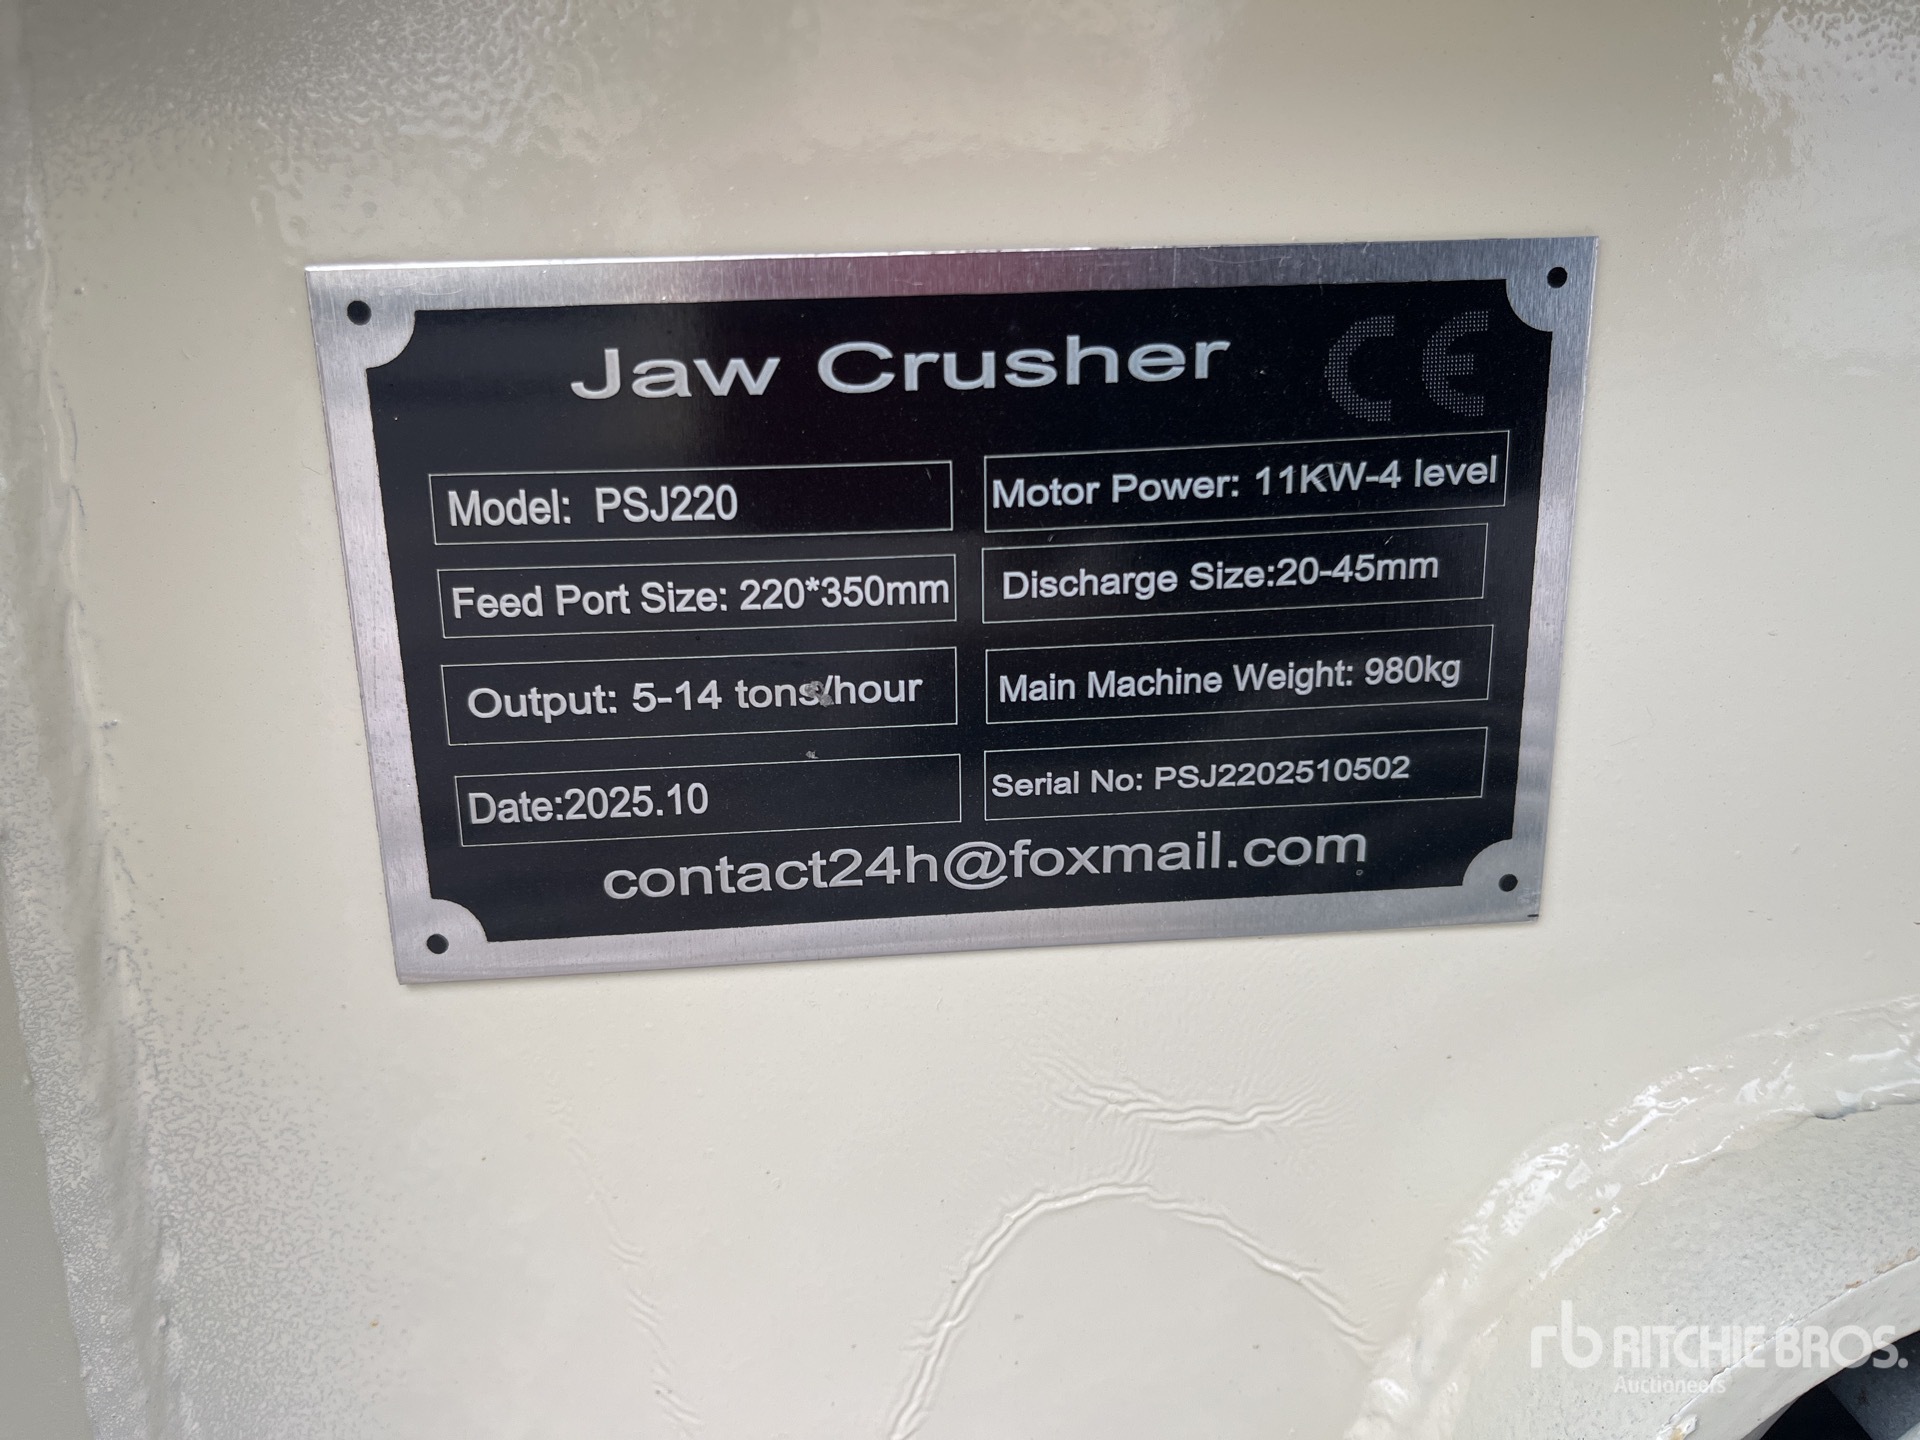 Jaw Crusher CE
Model: PSJ220
Motor Power: 11KW-4 level
Feed Port Size: 220*350mm
Discharge Size:20-45mm
Output: 5-14 tons/hour
Main Machine Weight: 980kg
Date:2025.10
Serial No: PSJ2202510502
contact24h@foxmail.com
rb RITCHIE BROS.
Auctioneers